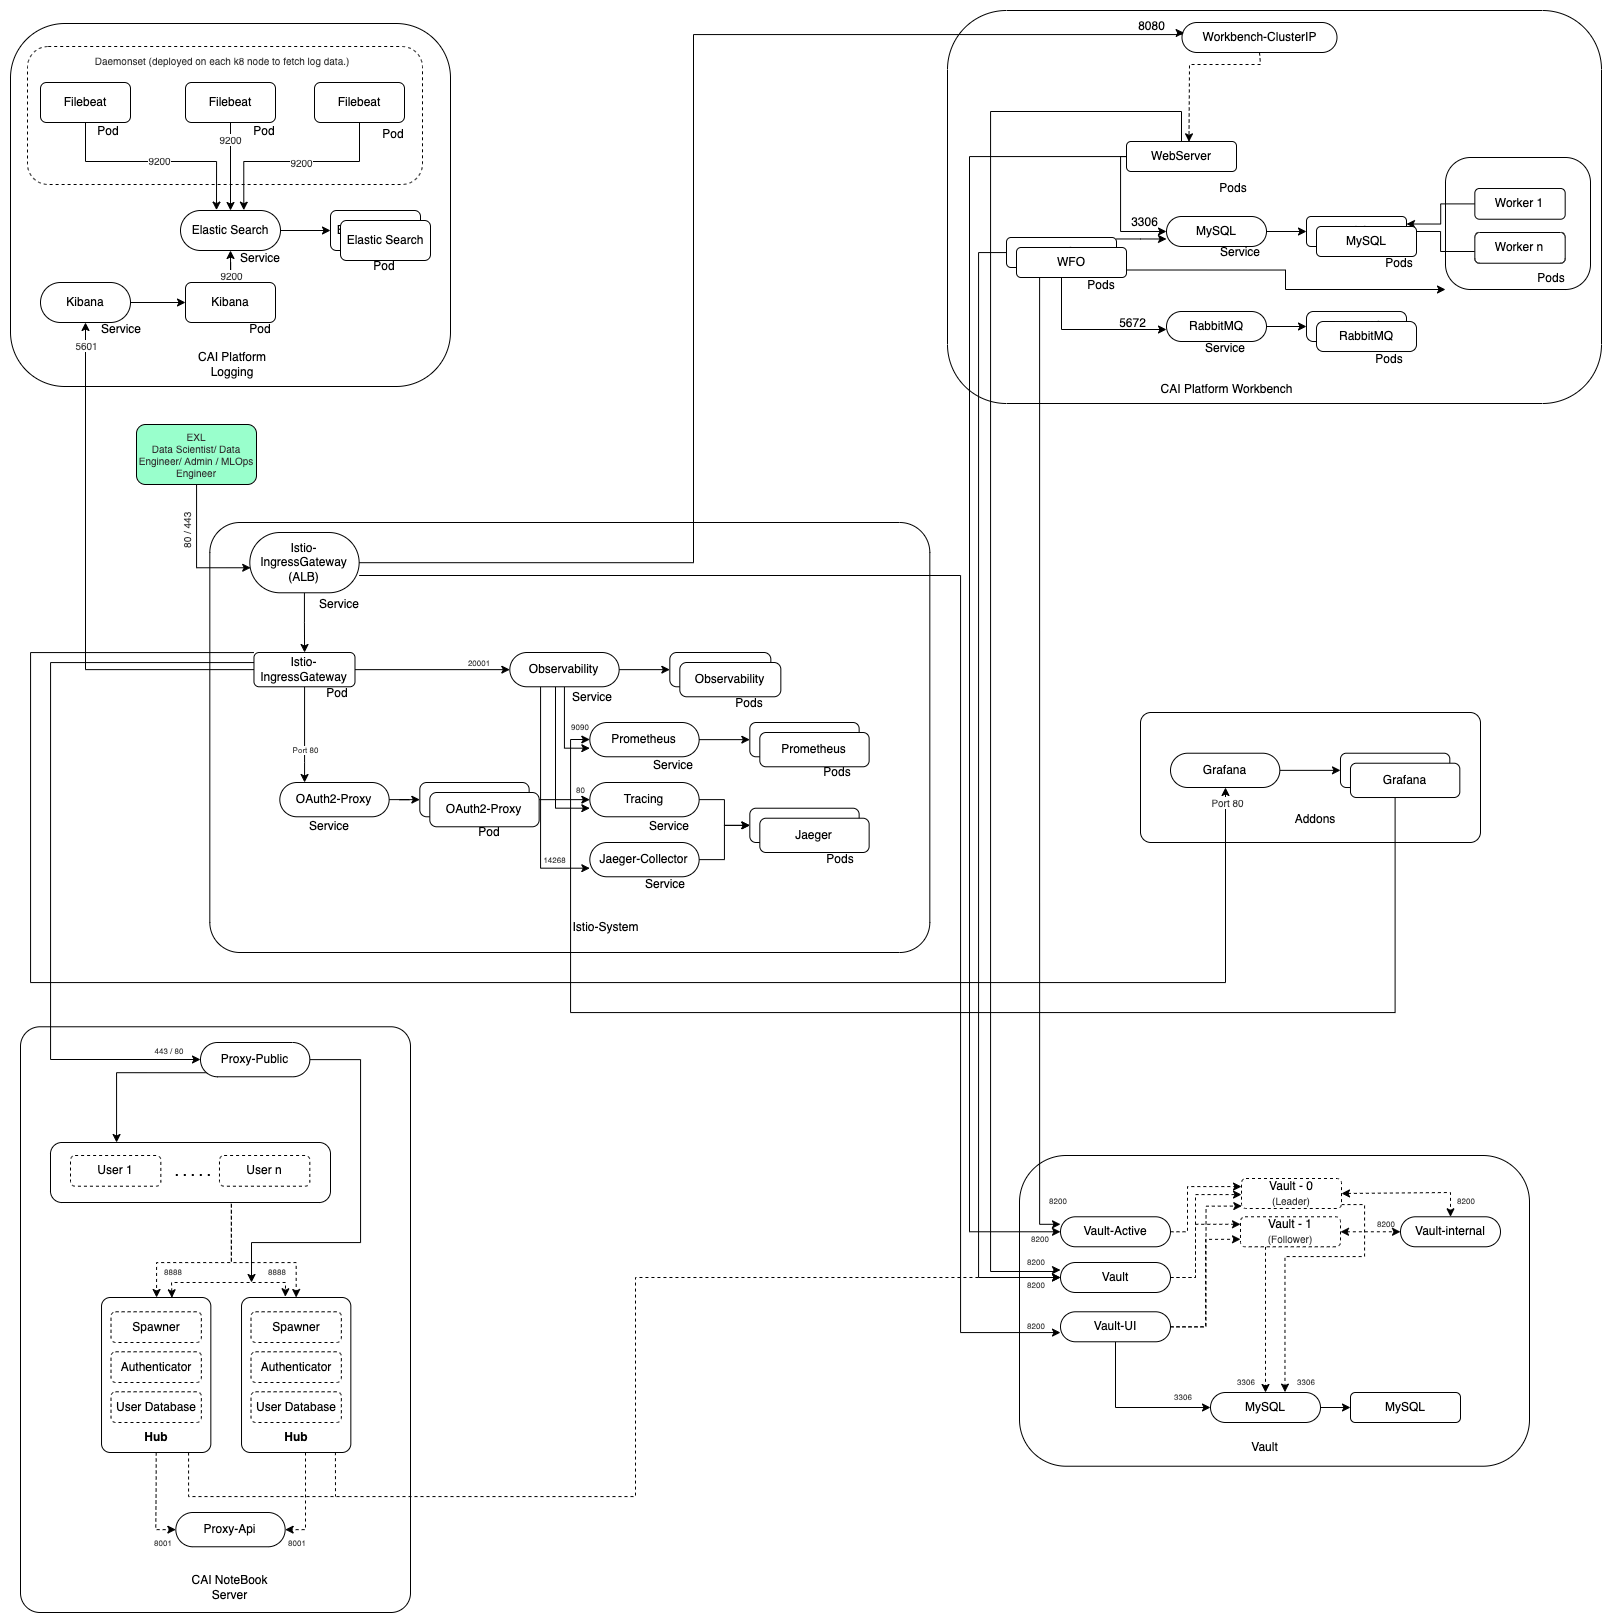 Daemonset (deployed on each k8 node to fetch log data.)
Filebeat
Pod
Filebeat
Pod
Filebeat
Pod
9200
9200
9200
Elastic Search
Service
E
Elastic Search
Pod
9200
Kibana
Service
Kibana
Pod
5601
CAI Platform
Logging
8080
Workbench-ClusterIP
WebServer
Pods
3306
MySQL
Service
MySQL
Pods
Worker 1
Worker n
Pods
WFO
Pods
5672
RabbitMQ
Service
RabbitMQ
Pods
CAI Platform Workbench
EXL
Data Scientist/ Data
Engineer/ Admin / MLOps
Engineer
80 / 443
Istio-
IngressGateway
(ALB)
Service
Istio-
IngressGateway
Pod
20001
Observability
Service
Observability
Pods
9090
Prometheus
Service
Prometheus
Pods
Port 80
OAuth2-Proxy
Service
OAuth2-Proxy
Pod
80
Tracing
Service
Jaeger
Pods
14268
Jaeger-Collector
Service
Istio-System
Grafana
Grafana
Port 80
Addons
443 / 80
Proxy-Public
User 1
. . . . .
User n
8888
8888
Spawner
Authenticator
User Database
Hub
Spawner
Authenticator
User Database
Hub
Proxy-Api
8001
8001
CAI NoteBook
Server
8200
Vault-Active
8200
8200
Vault
8200
8200
Vault-UI
Vault - 0
(Leader)
Vault - 1
(Follower)
8200
8200
Vault-internal
3306
3306
3306
MySQL
MySQL
Vault